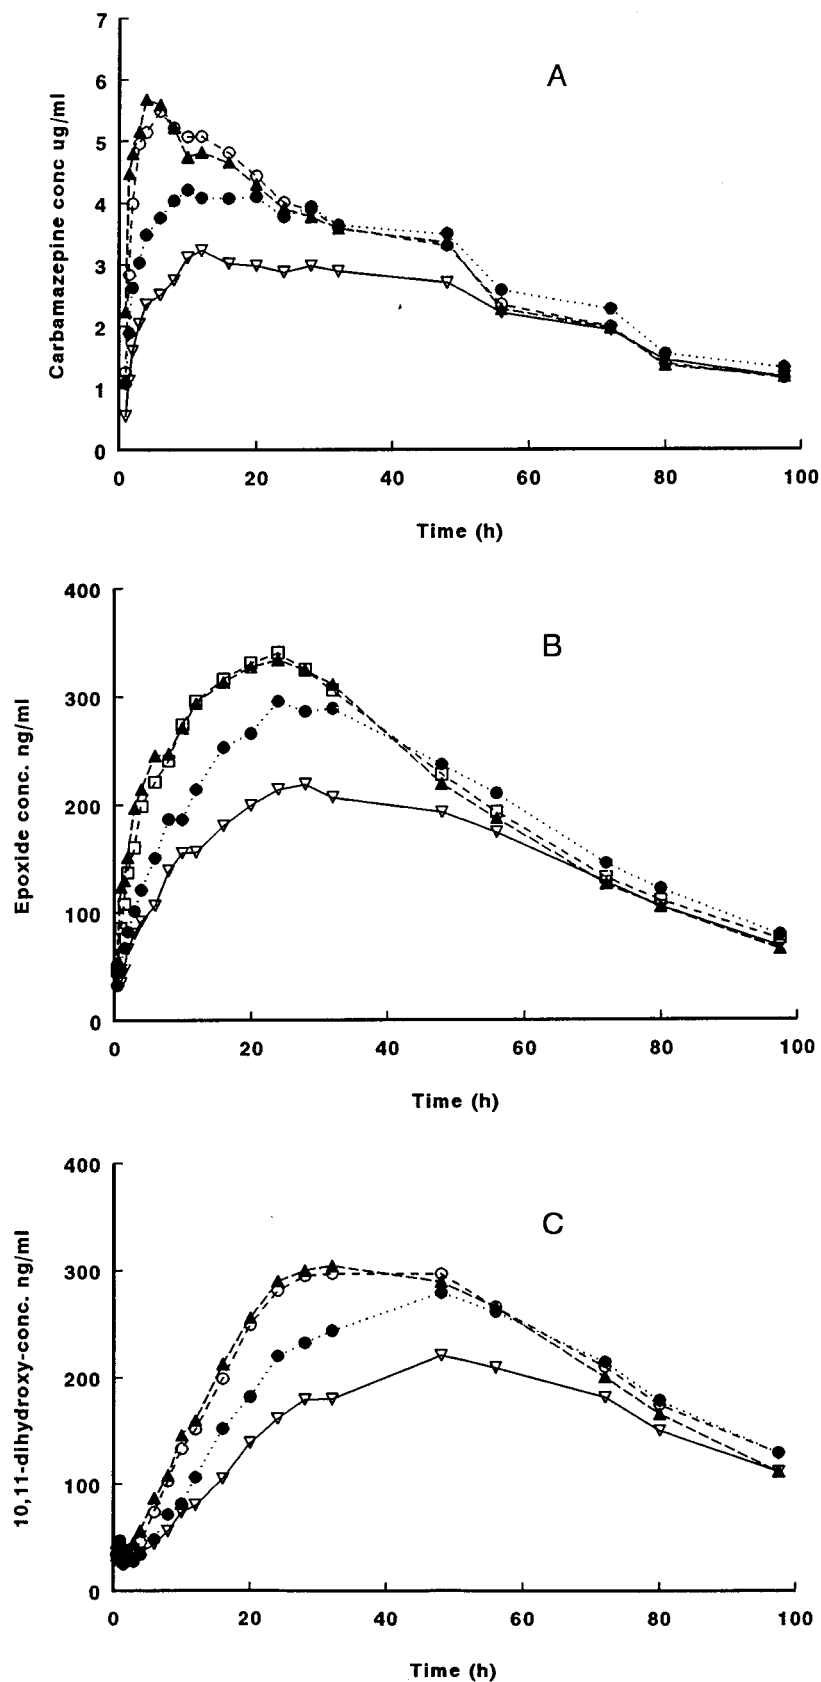 A
Carbamazepine conc ug/ml
7
6
5
4
3
2
1
0
0 20 40 60 80 100
Time (h)
B
Epoxide conc. ng/ml
400
300
200
100
0
0 20 40 60 80 100
Time (h)
C
10,11-dihydroxy-conc. ng/ml
400
300
200
100
0
0 20 40 60 80 100
Time (h)